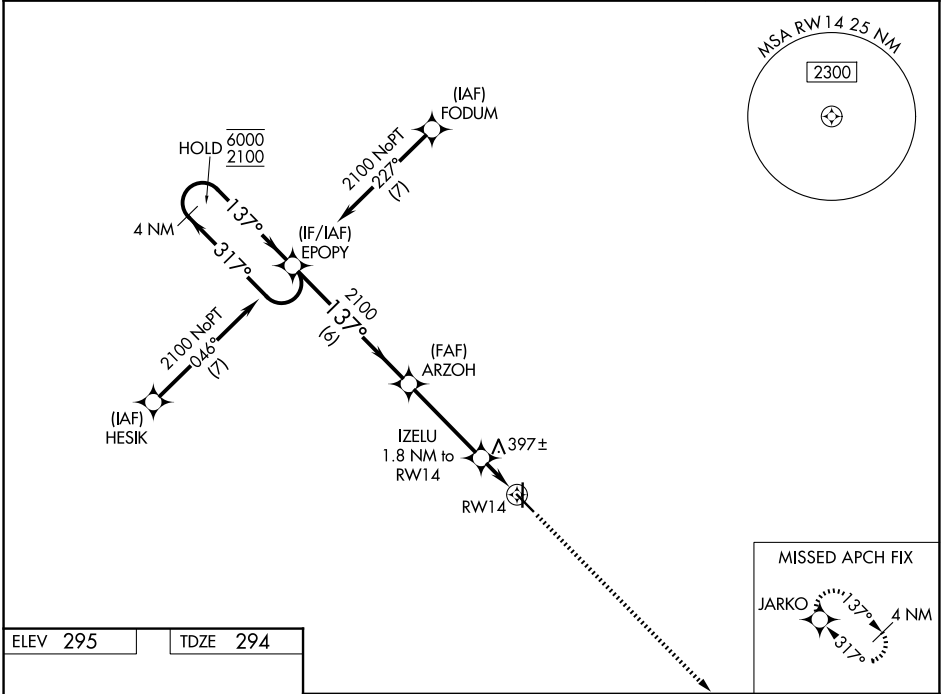 MSA RW14 25 NM
2300
(IAF)
FODUM
2100 NoPT
227°
(7)
HOLD 6000
2100
4 NM
137°
317°
(IF/IAF)
EPOPY
2100
137°
(6)
2100 NoPT
046°
(7)
(IAF)
HESIK
(FAF)
ARZOH
IZELU
1.8 NM to
RW14
397±
RW14
MISSED APCH FIX
JARKO
137°
4 NM
317°
ELEV 295
TDZE 294